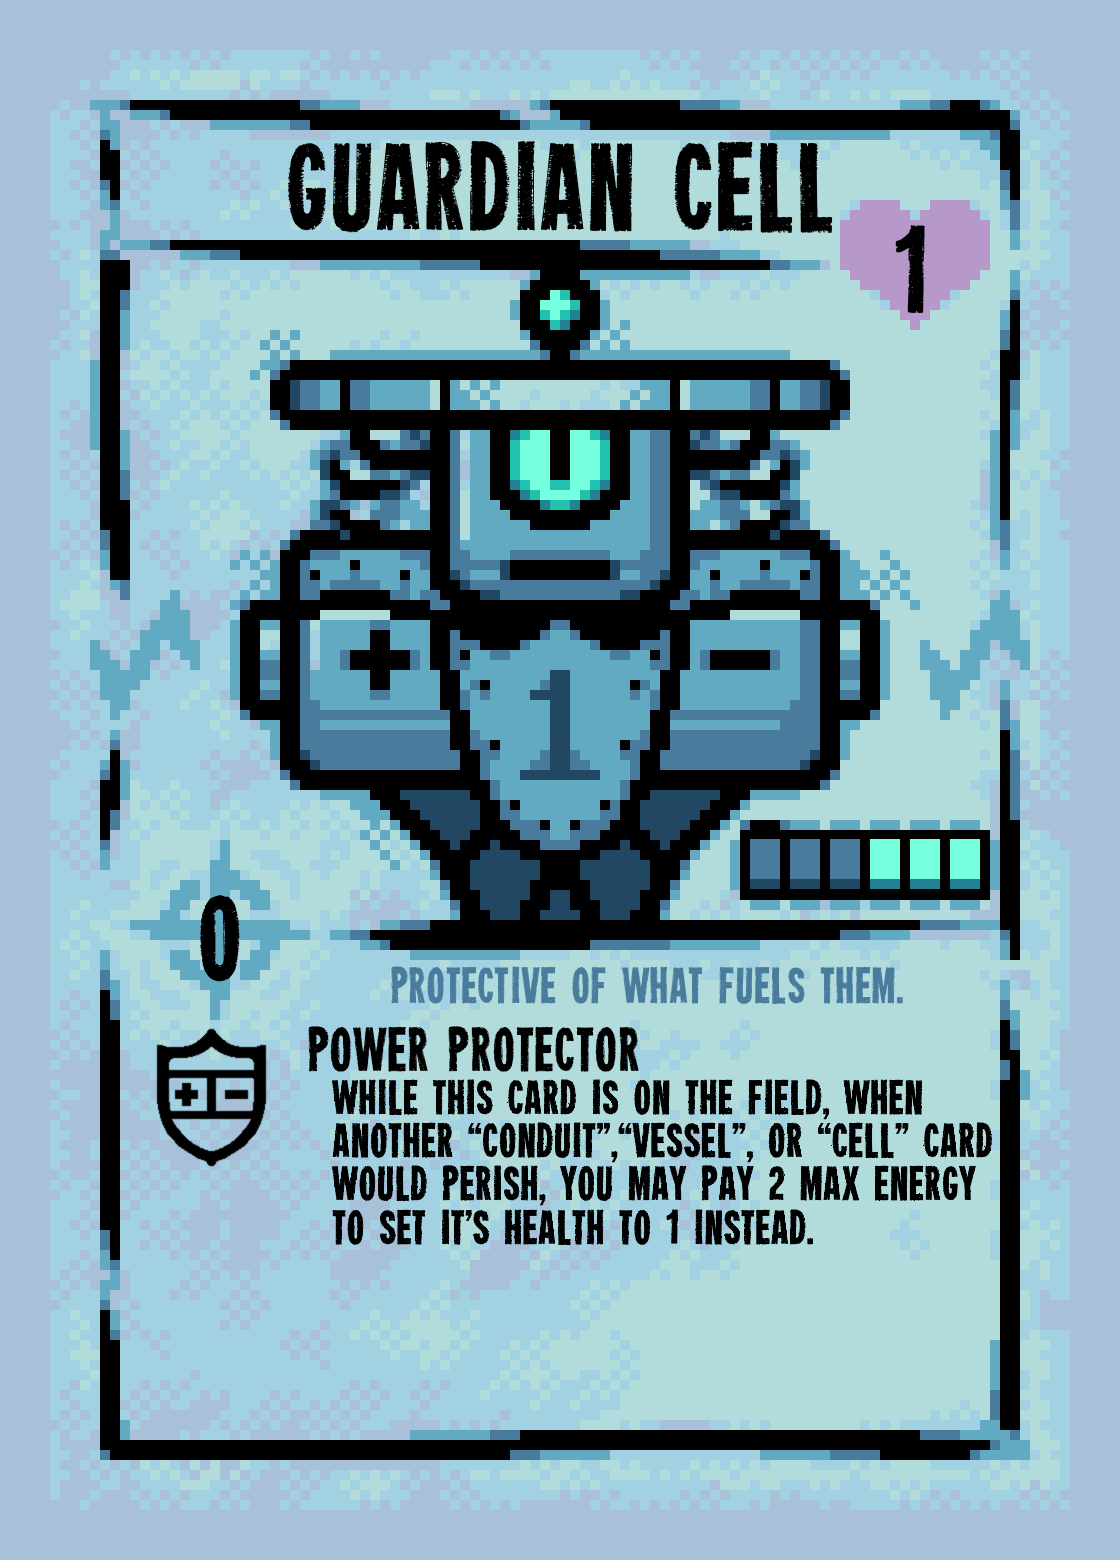 GUARDIAN CELL
1
+
-
1
0
PROTECTIVE OF WHAT FUELS THEM.
POWER PROTECTOR
WHILE THIS CARD IS ON THE FIELD, WHEN
ANOTHER “CONDUIT”,“VESSEL”, OR “CELL” CARD
WOULD PERISH, YOU MAY PAY 2 MAX ENERGY
TO SET IT’S HEALTH TO 1 INSTEAD.
+ -